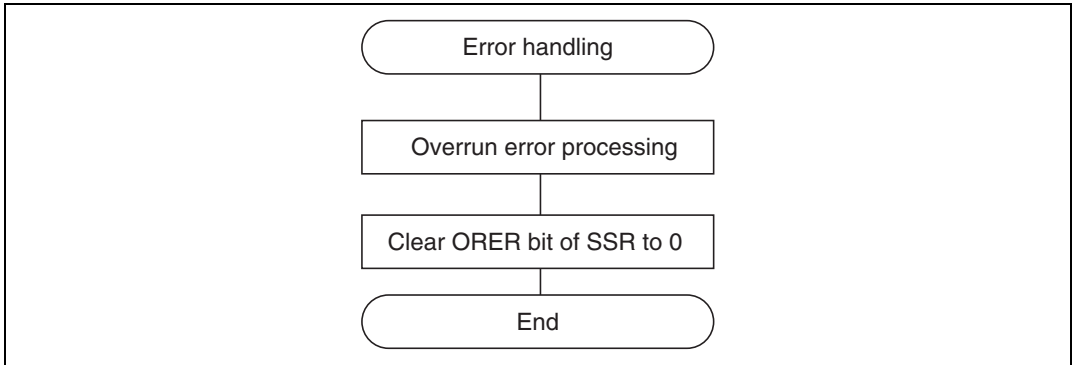 Error handling
Overrun error processing
Clear ORER bit of SSR to 0
End